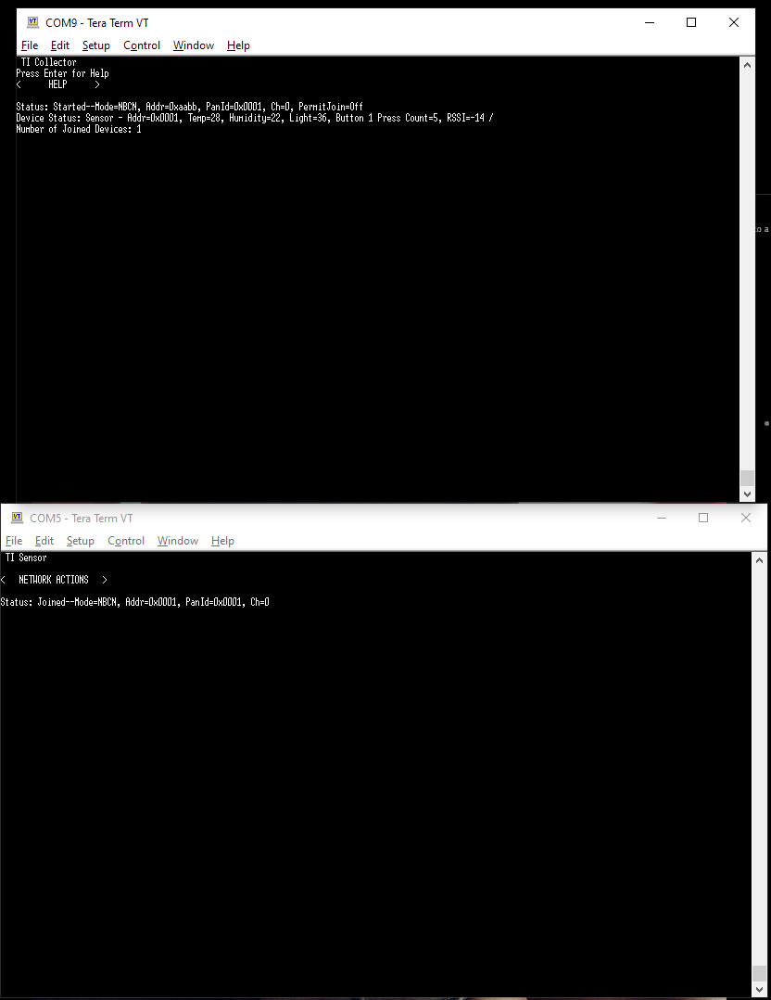 COM9 - Tera Term VT
File Edit Setup Control Window Help
TI Collector
Press Enter for Help
< HELP >
Status: Started--Mode=NBCN, Addr=0xaabb, PanId=0x0001, Ch=0, PermitJoin=Off
Device Status: Sensor - Addr=0x0001, Temp=28, Humidity=22, Light=36, Button 1 Press Count=5, RSSI=-14 /
Number of Joined Devices: 1
to a
COM5 - Tera Term VT
File Edit Setup Control Window Help
TI Sensor
< NETWORK ACTIONS >
Status: Joined--Mode=NBCN, Addr=0x0001, PanId=0x0001, Ch=0